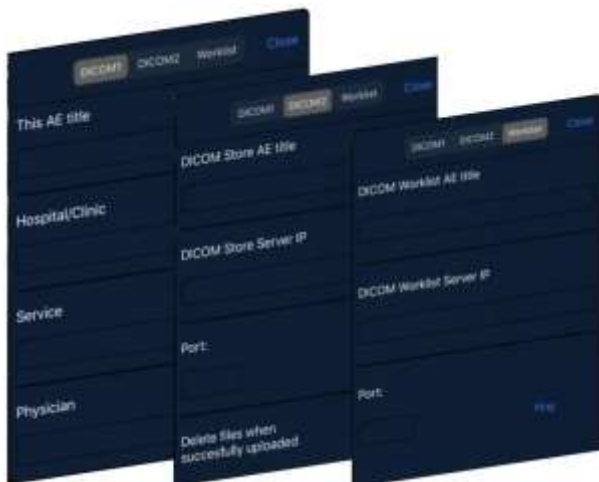 DICOM1 DICOM2 Worklist Close
This AE title
Hospital/Clinic
Service
Physician
DICOM1 DICOM2 Worklist Close
DICOM Store AE title
DICOM Store Server IP
Port:
Delete files when
succesfully uploaded
DICOM1 DICOM2 Worklist Close
DICOM Worklist AE title
DICOM Worklist Server IP
Port: